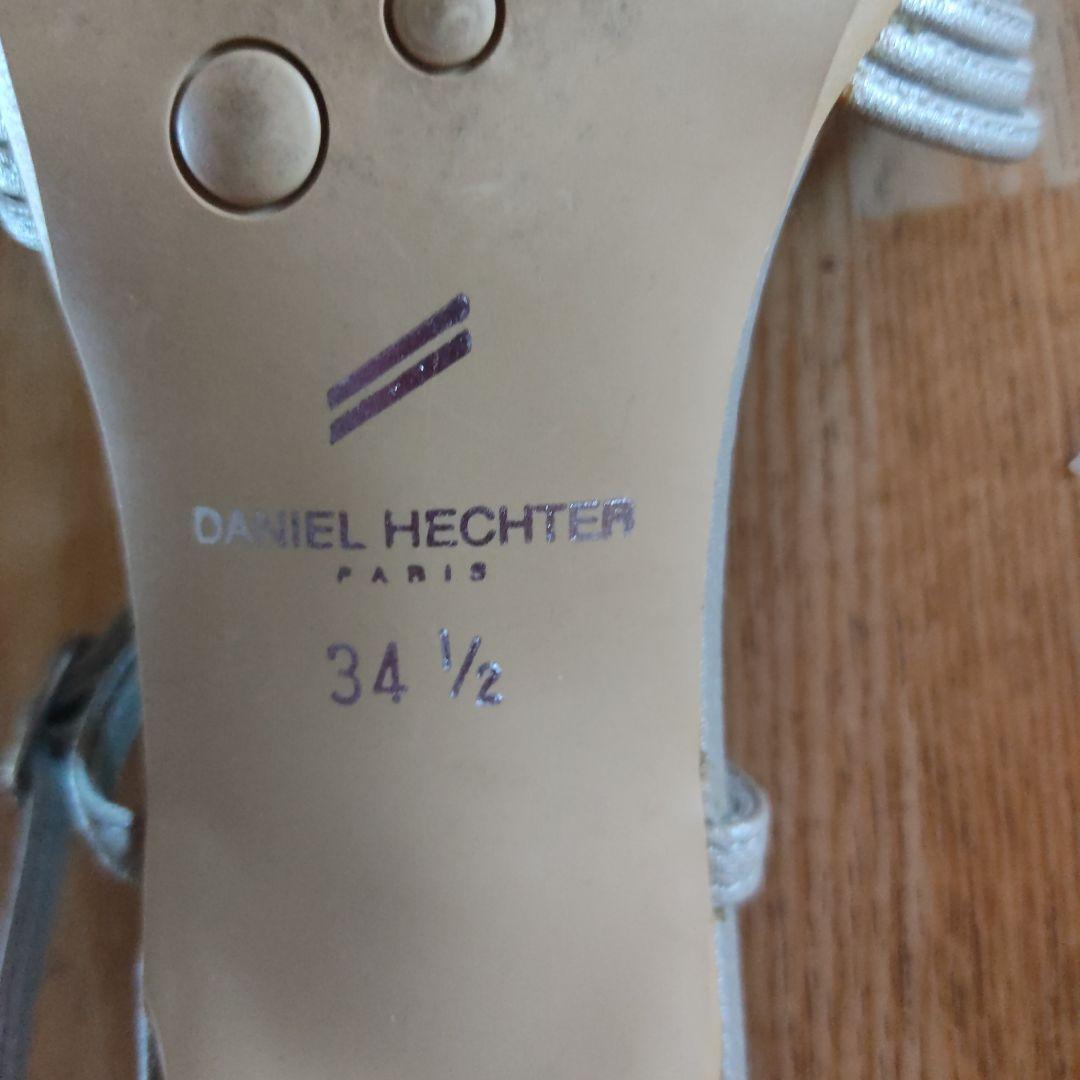 DANIEL HECHTER
PARIS
34 ½